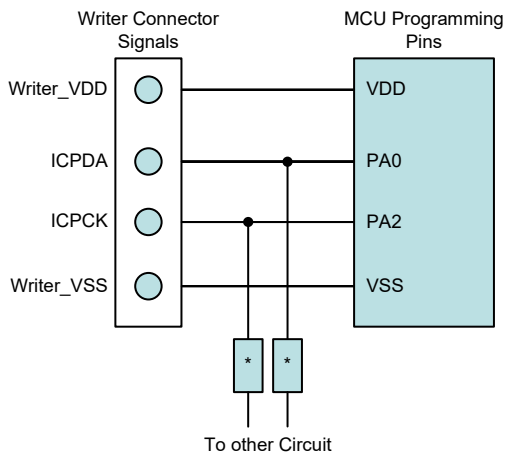 Writer Connector
Signals
MCU Programming
Pins
Writer_VDD
VDD
ICPDA
PA0
ICPCK
PA2
Writer_VSS
VSS
*
*
To other Circuit